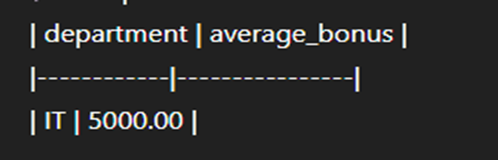 | department | average_bonus |
|------------|----------------|
| IT | 5000.00 |